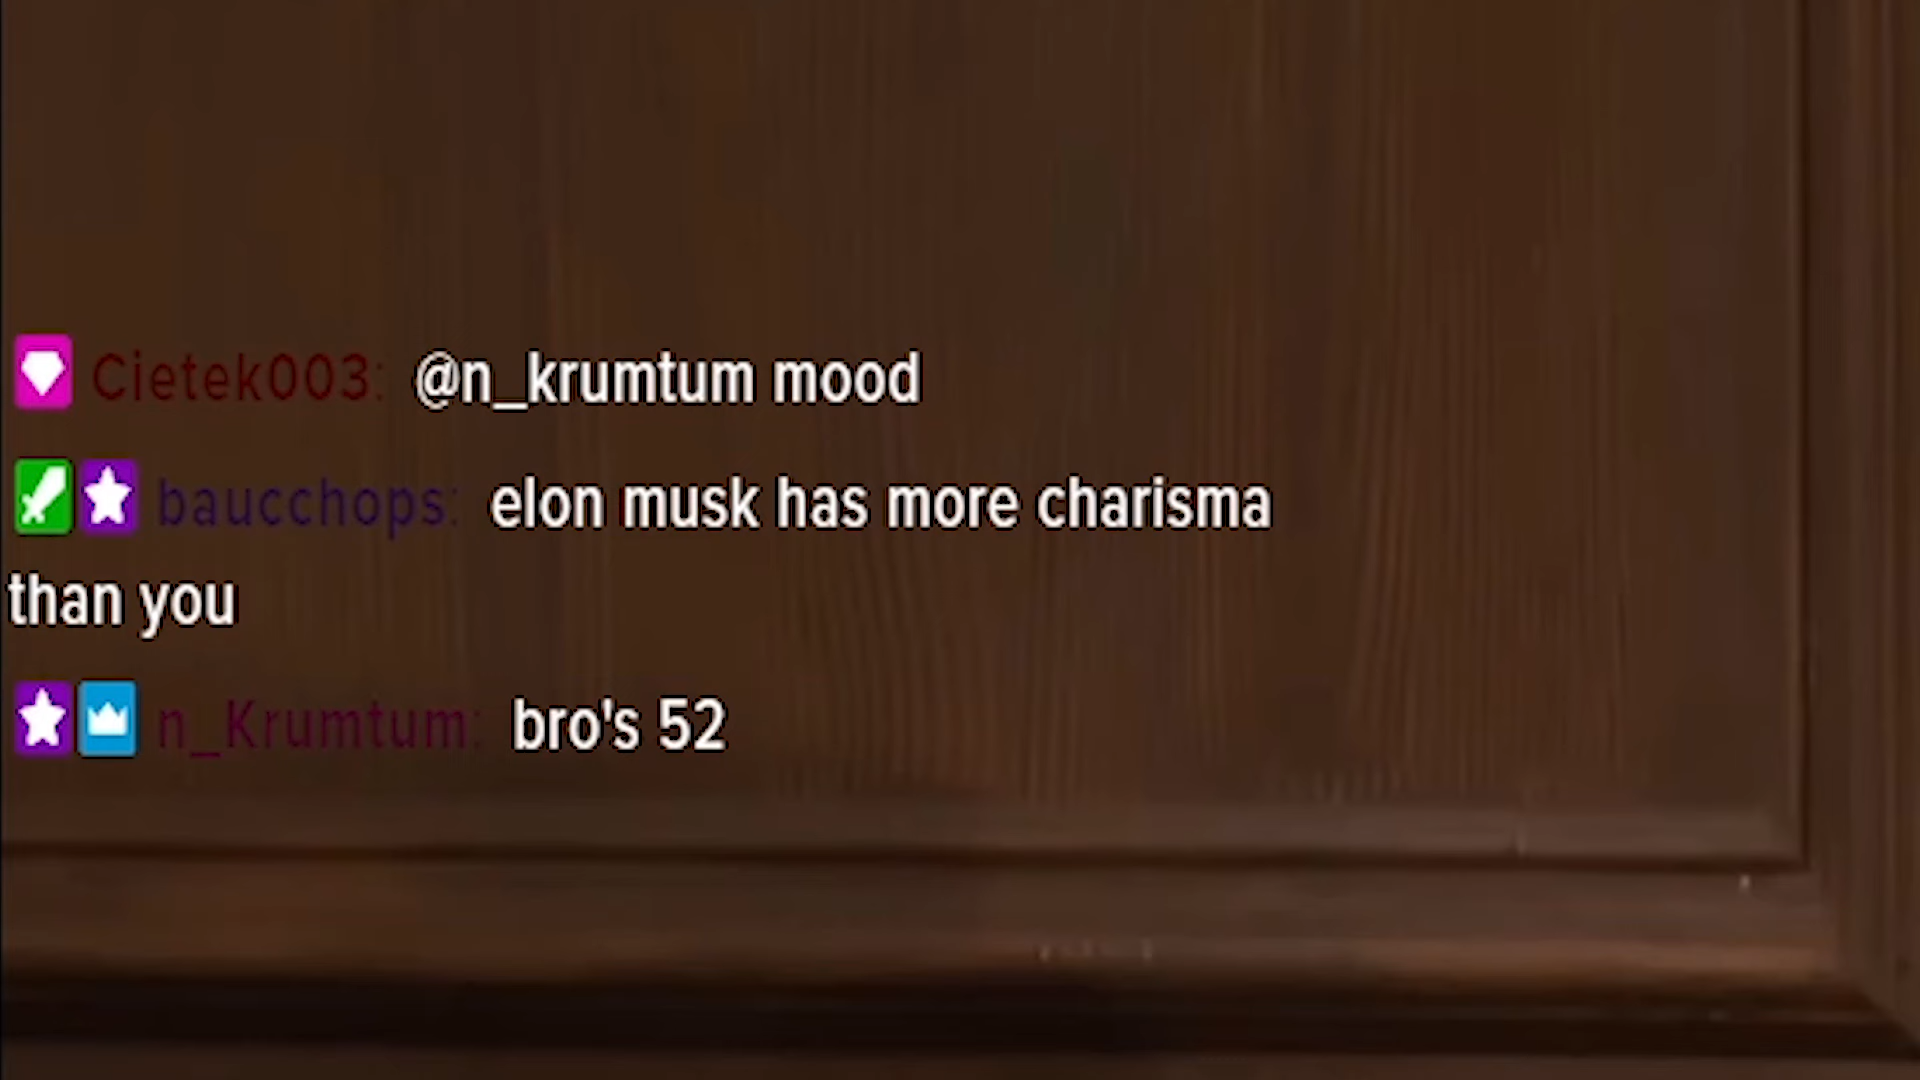 Cietek003: @n_krumtum mood
baucchops: elon musk has more charisma
than you
n_Krumtum: bro's 52